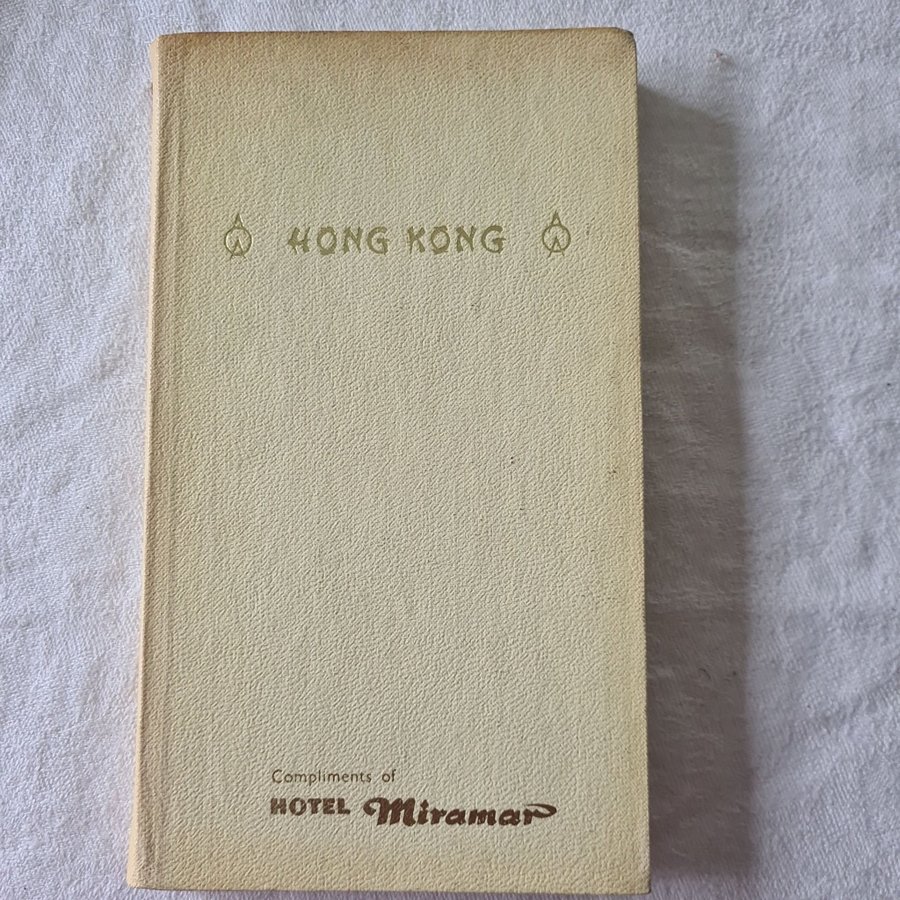 HONG KONG
Compliments of
HOTEL Miramar